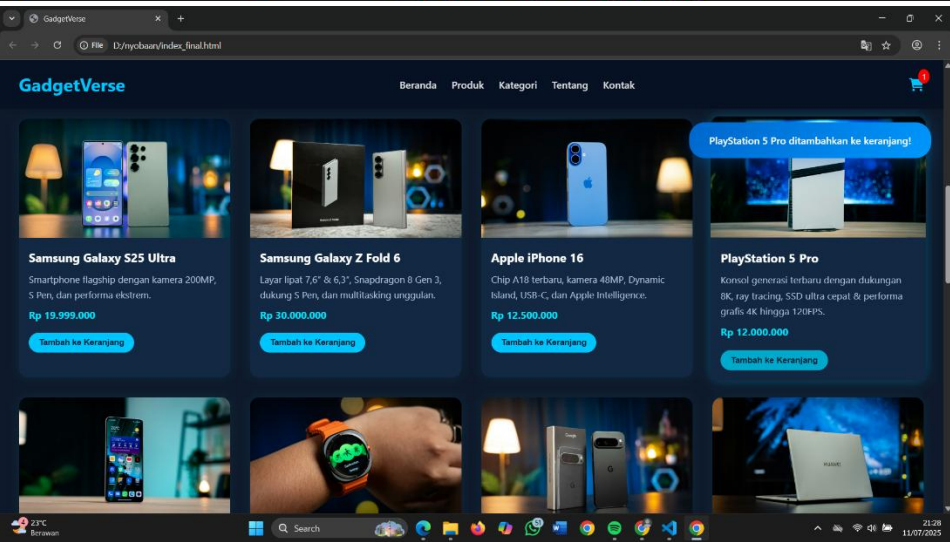 GadgetVerse
File D:/nyobaan/index_final.html
GadgetVerse
Beranda Produk Kategori Tentang Kontak
1
PlayStation 5 Pro ditambahkan ke keranjang!
Samsung Galaxy S25 Ultra
Smartphone flagship dengan kamera 200MP,
S Pen, dan performa ekstrem.
Rp 19.999.000
Tambah ke Keranjang
Samsung Galaxy Z Fold 6
Layar lipat 7,6" & 6,3", Snapdragon 8 Gen 3,
dukung S Pen, dan multitasking unggulan.
Rp 30.000.000
Tambah ke Keranjang
Apple iPhone 16
Chip A18 terbaru, kamera 48MP, Dynamic
Island, USB-C, dan Apple Intelligence.
Rp 12.500.000
Tambah ke Keranjang
PlayStation 5 Pro
Konsol generasi terbaru dengan dukungan
8K, ray tracing, SSD ultra cepat & performa
grafis 4K hingga 120FPS.
Rp 12.000.000
Tambah ke Keranjang
HUAWEI
23°C
Berawan
Search
21:28
11/07/2025